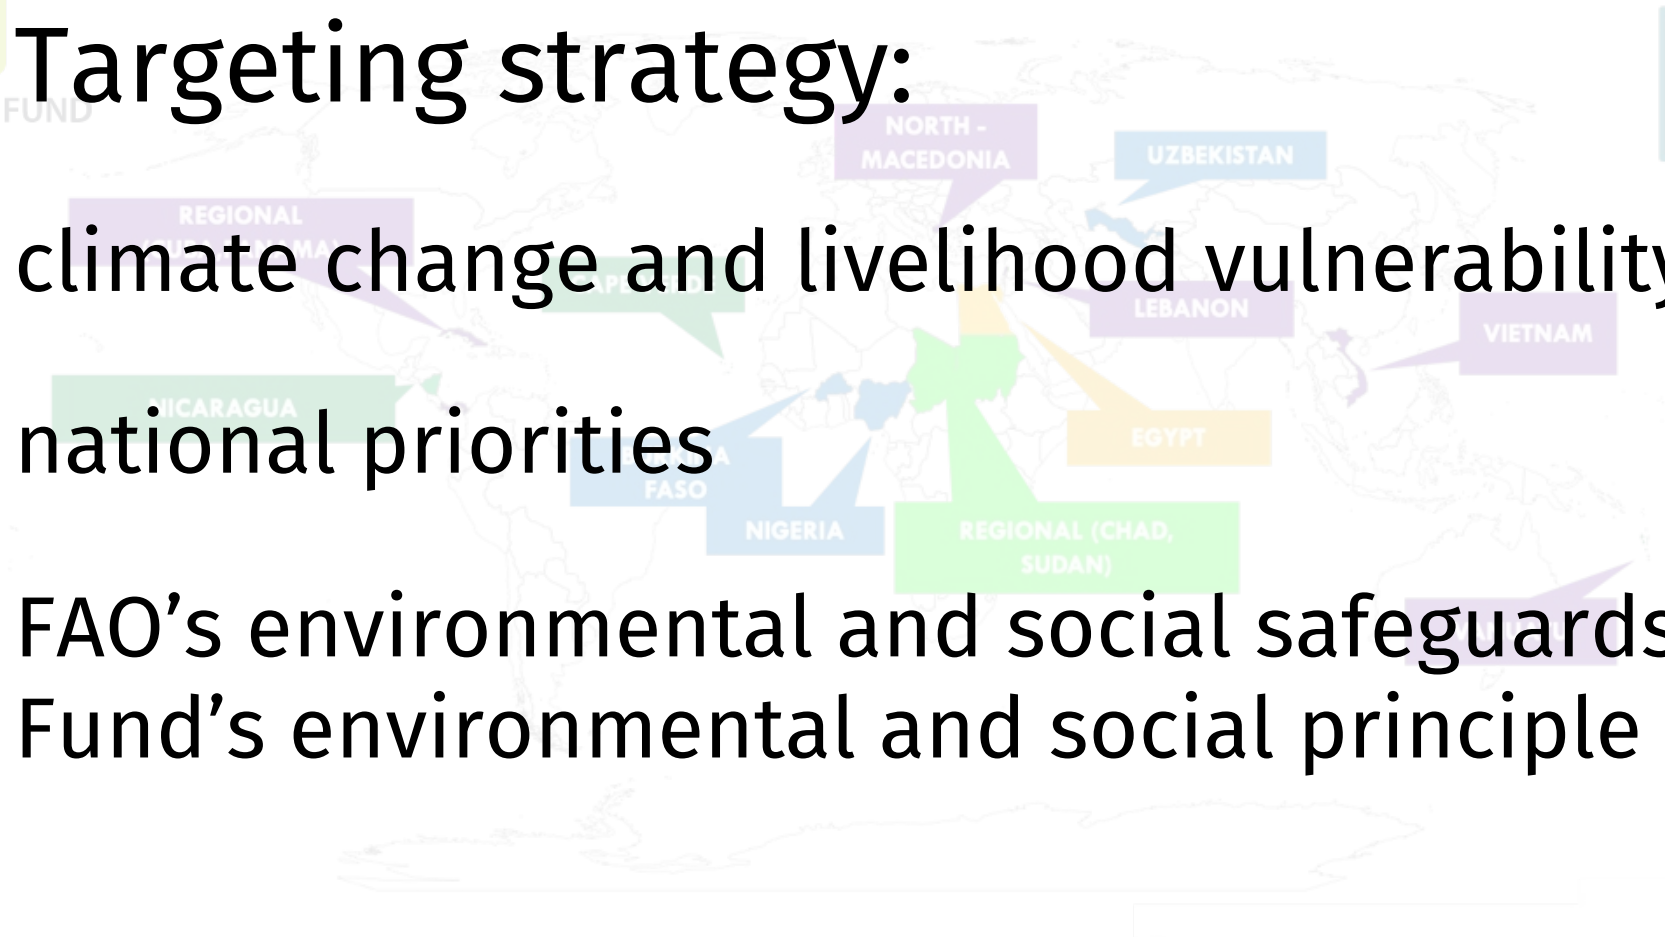 Targeting strategy:
FUND
NORTH -
MACEDONIA
UZBEKISTAN
REGIONAL
climate change and livelihood vulnerability
LEBANON
VIETNAM
NICARAGUA
national priorities
EGYPT
FASO
NIGERIA
REGIONAL (CHAD,
SUDAN)
FAO’s environmental and social safeguards
Fund’s environmental and social principle